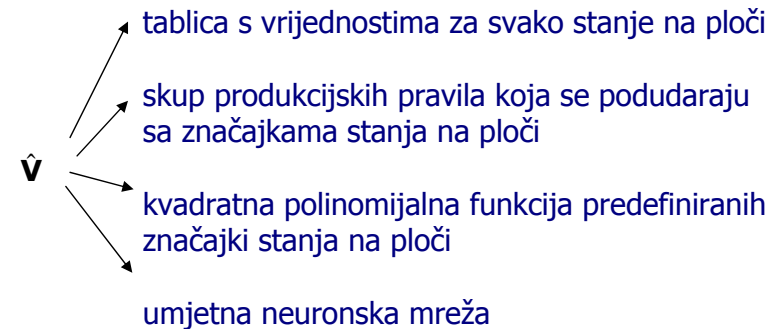 tablica s vrijednostima za svako stanje na ploči
skup produkcijskih pravila koja se podudaraju
sa značajkama stanja na ploči
v̂
kvadratna polinomijalna funkcija predefiniranih
značajki stanja na ploči
umjetna neuronska mreža